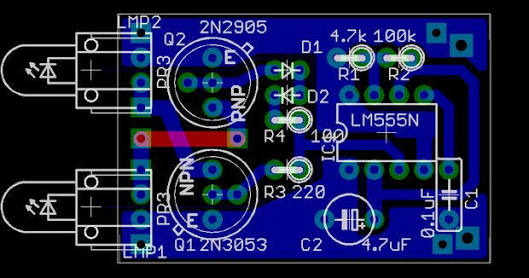 LMP2
2N2905
Q2
E
D1
4.7k 100k
R1 R2
PR3
PNP
D2
LM555N
R4 100
IC1
NPN
R3 220
PR3
0.1uF
C1
E
LMP1
Q1 2N3053
C2 4.7uF